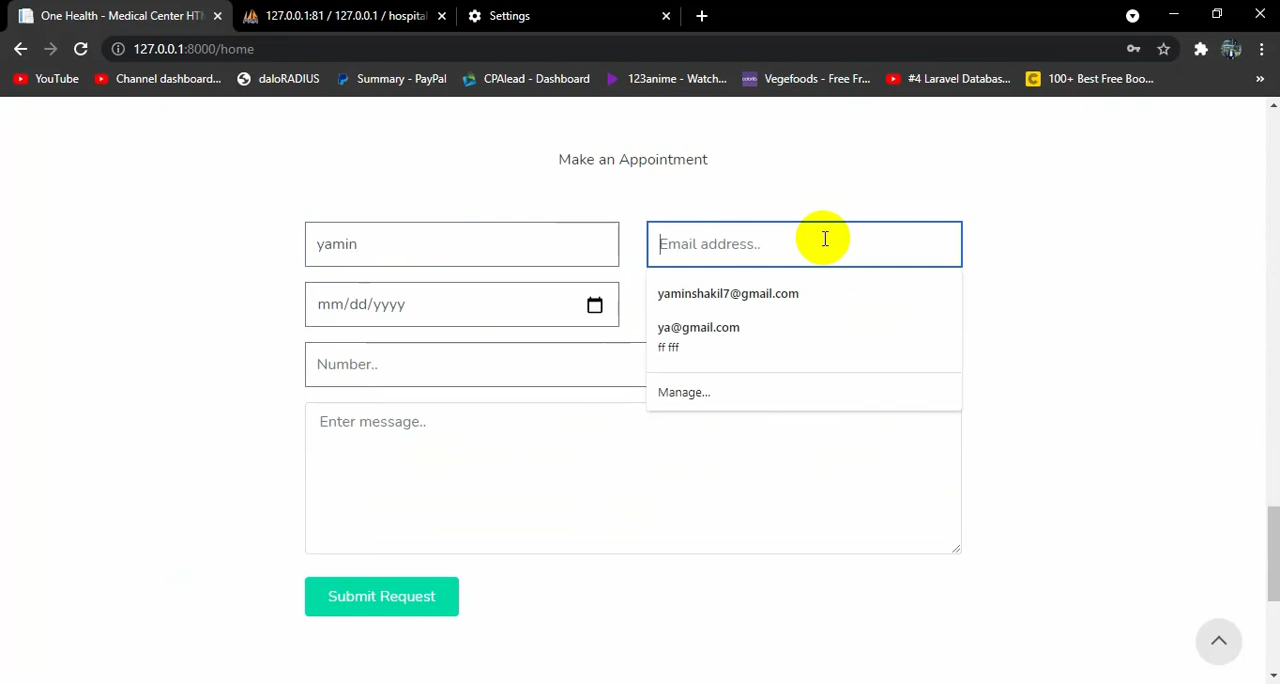 One Health - Medical Center HT
127.0.0.1:81 / 127.0.0.1 / hospital
Settings
127.0.0.1:8000/home
YouTube
Channel dashboard...
daloRADIUS
Summary - PayPal
CPAlead - Dashboard
123anime - Watch...
Vegefoods - Free Fr...
#4 Laravel Databas...
100+ Best Free Boo...
»
Make an Appointment
yamin
Email address..
mm/dd/yyyy
yaminshakil7@gmail.com
ya@gmail.com
ff fff
Number..
Manage...
Enter message..
Submit Request